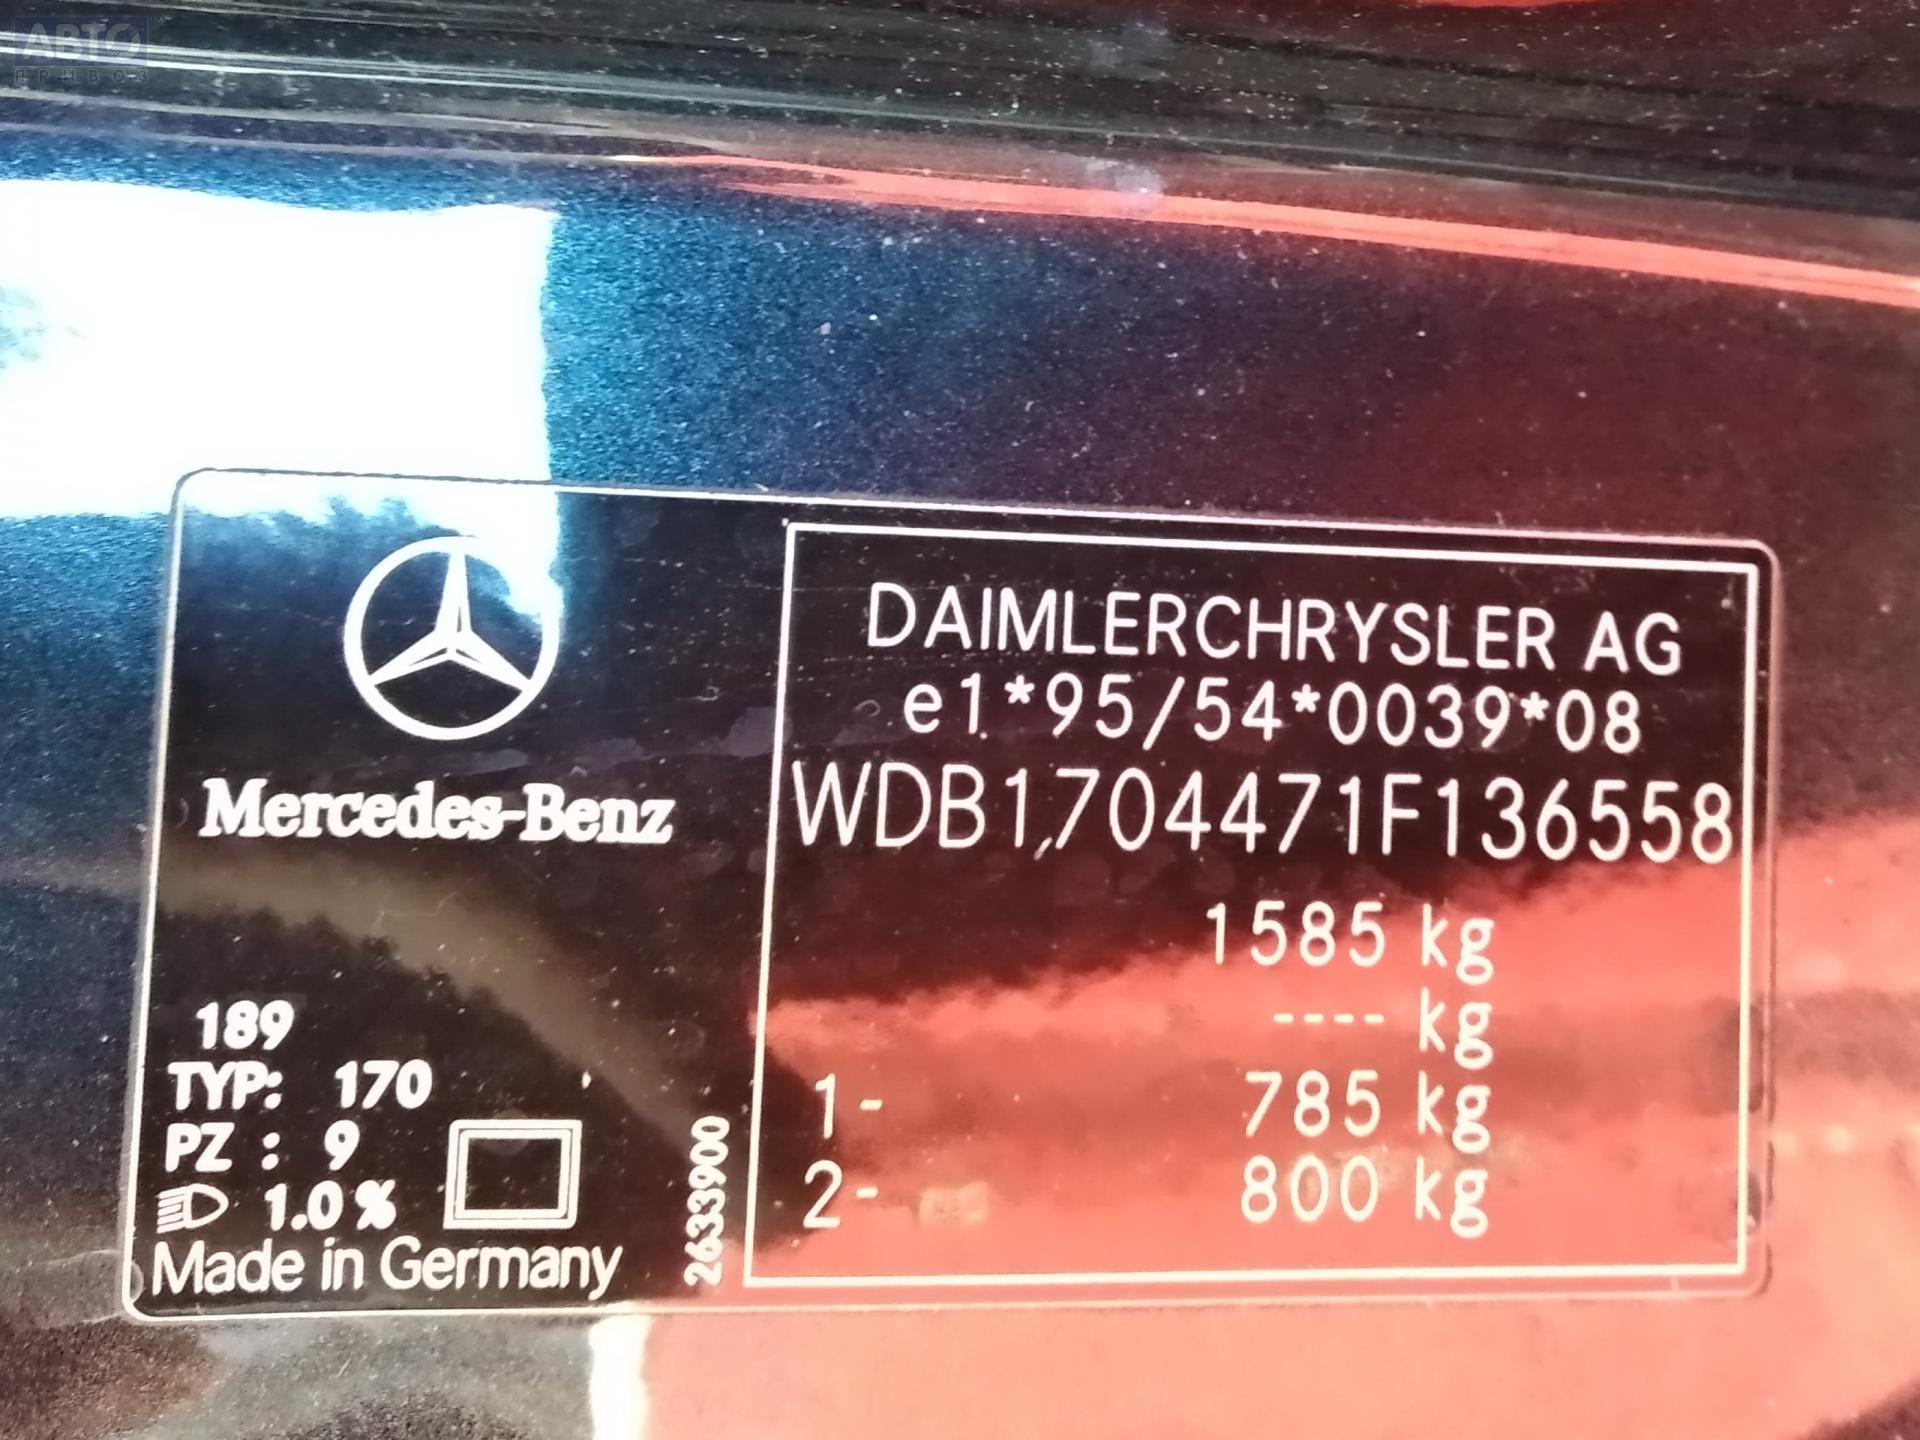 АВТО
ПРИВОЗ
Mercedes-Benz
189
TYP: 170
PZ : 9
1.0%
Made in Germany
2633900
DAIMLERCHRYSLER AG
e1*95/54*0039*08
WDB1704471F136558
1585 kg
---- kg
1- 785 kg
2- 800 kg